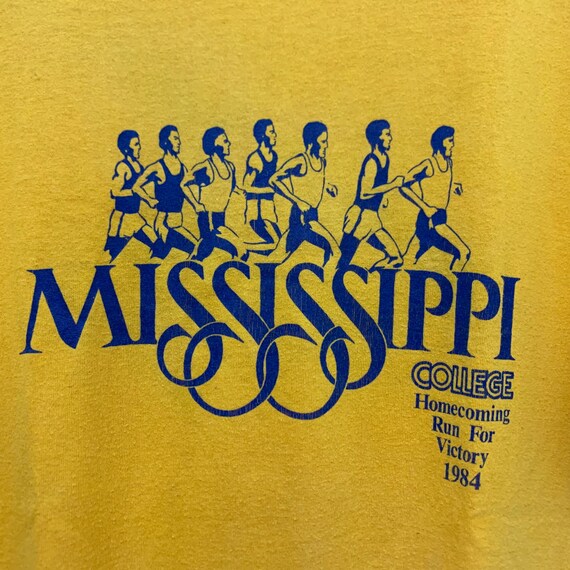 MISSISSIPPI
COLLEGE
Homecoming
Run For
Victory
1984